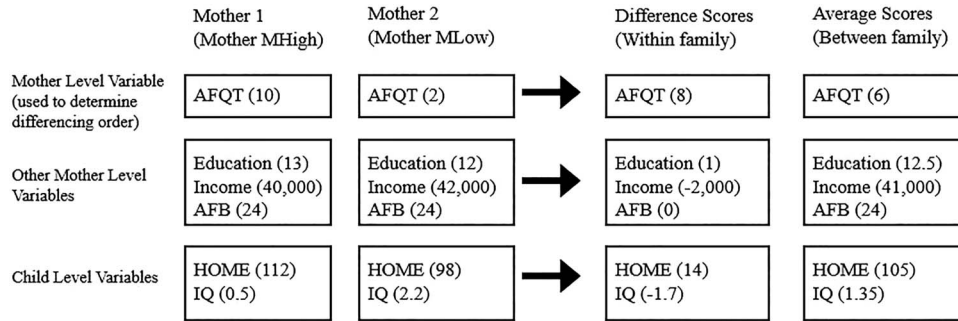 Mother 1
(Mother MHigh)
Mother 2
(Mother MLow)
Difference Scores
(Within family)
Average Scores
(Between family)
Mother Level Variable
(used to determine
differencing order)
AFQT (10)
AFQT (2)
AFQT (8)
AFQT (6)
Other Mother Level
Variables
Education (13)
Income (40,000)
AFB (24)
Education (12)
Income (42,000)
AFB (24)
Education (1)
Income (-2,000)
AFB (0)
Education (12.5)
Income (41,000)
AFB (24)
Child Level Variables
HOME (112)
IQ (0.5)
HOME (98)
IQ (2.2)
HOME (14)
IQ (-1.7)
HOME (105)
IQ (1.35)